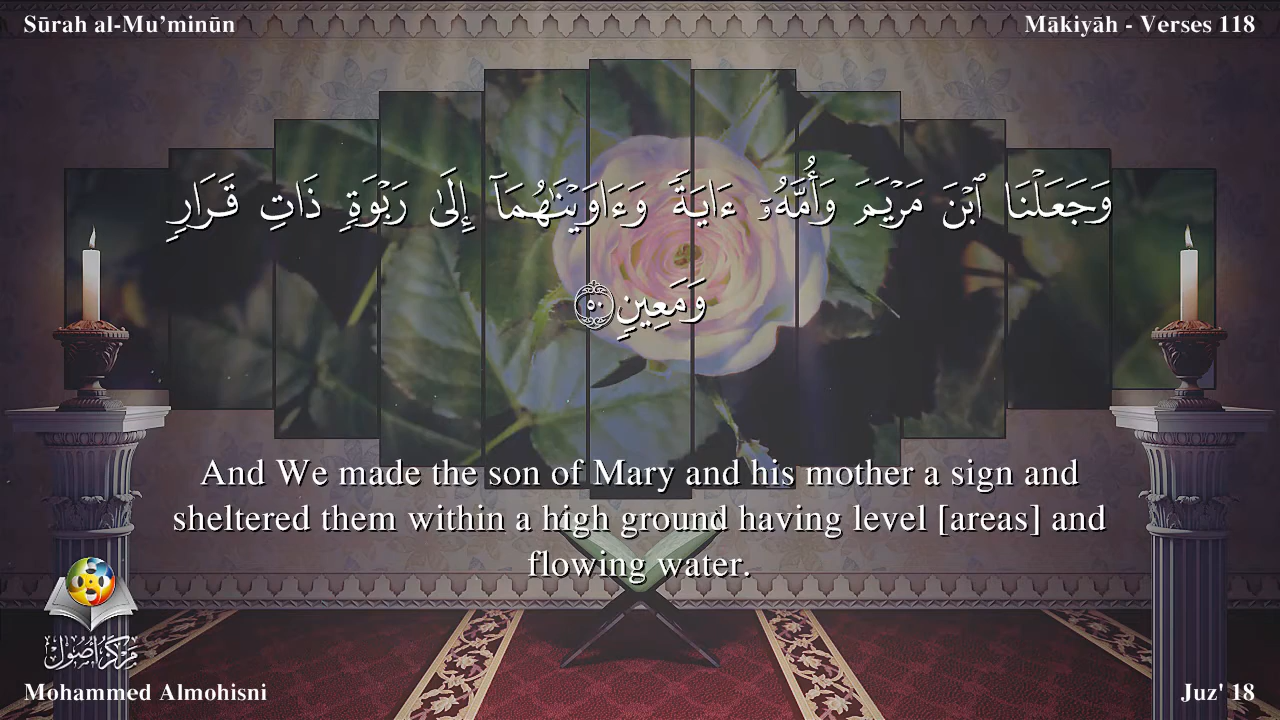 Sūrah al-Mu’minūn
Mākiyāh - Verses 118
وَجَعَلْنَا ٱبْنَ مَرْيَمَ وَأُمَّهُۥٓ ءَايَةً وَءَاوَيْنَٰهُمَآ إِلَىٰ رَبْوَةٍ ذَاتِ قَرَارٍ
وَمَعِينٍ ٥٠
And We made the son of Mary and his mother a sign and
sheltered them within a high ground having level [areas] and
flowing water.
مركز أصول
Mohammed Almohisni
Juz' 18